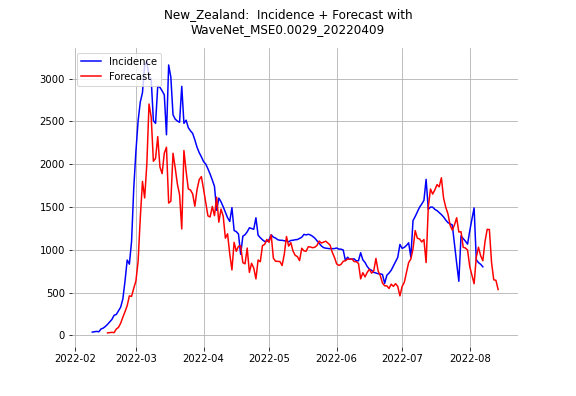 New_Zealand:  Incidence + Forecast with
WaveNet_MSE0.0029_20220409
Incidence
Forecast
3000
2500
2000
1500
1000
500
0
2022-02 2022-03 2022-04 2022-05 2022-06 2022-07 2022-08